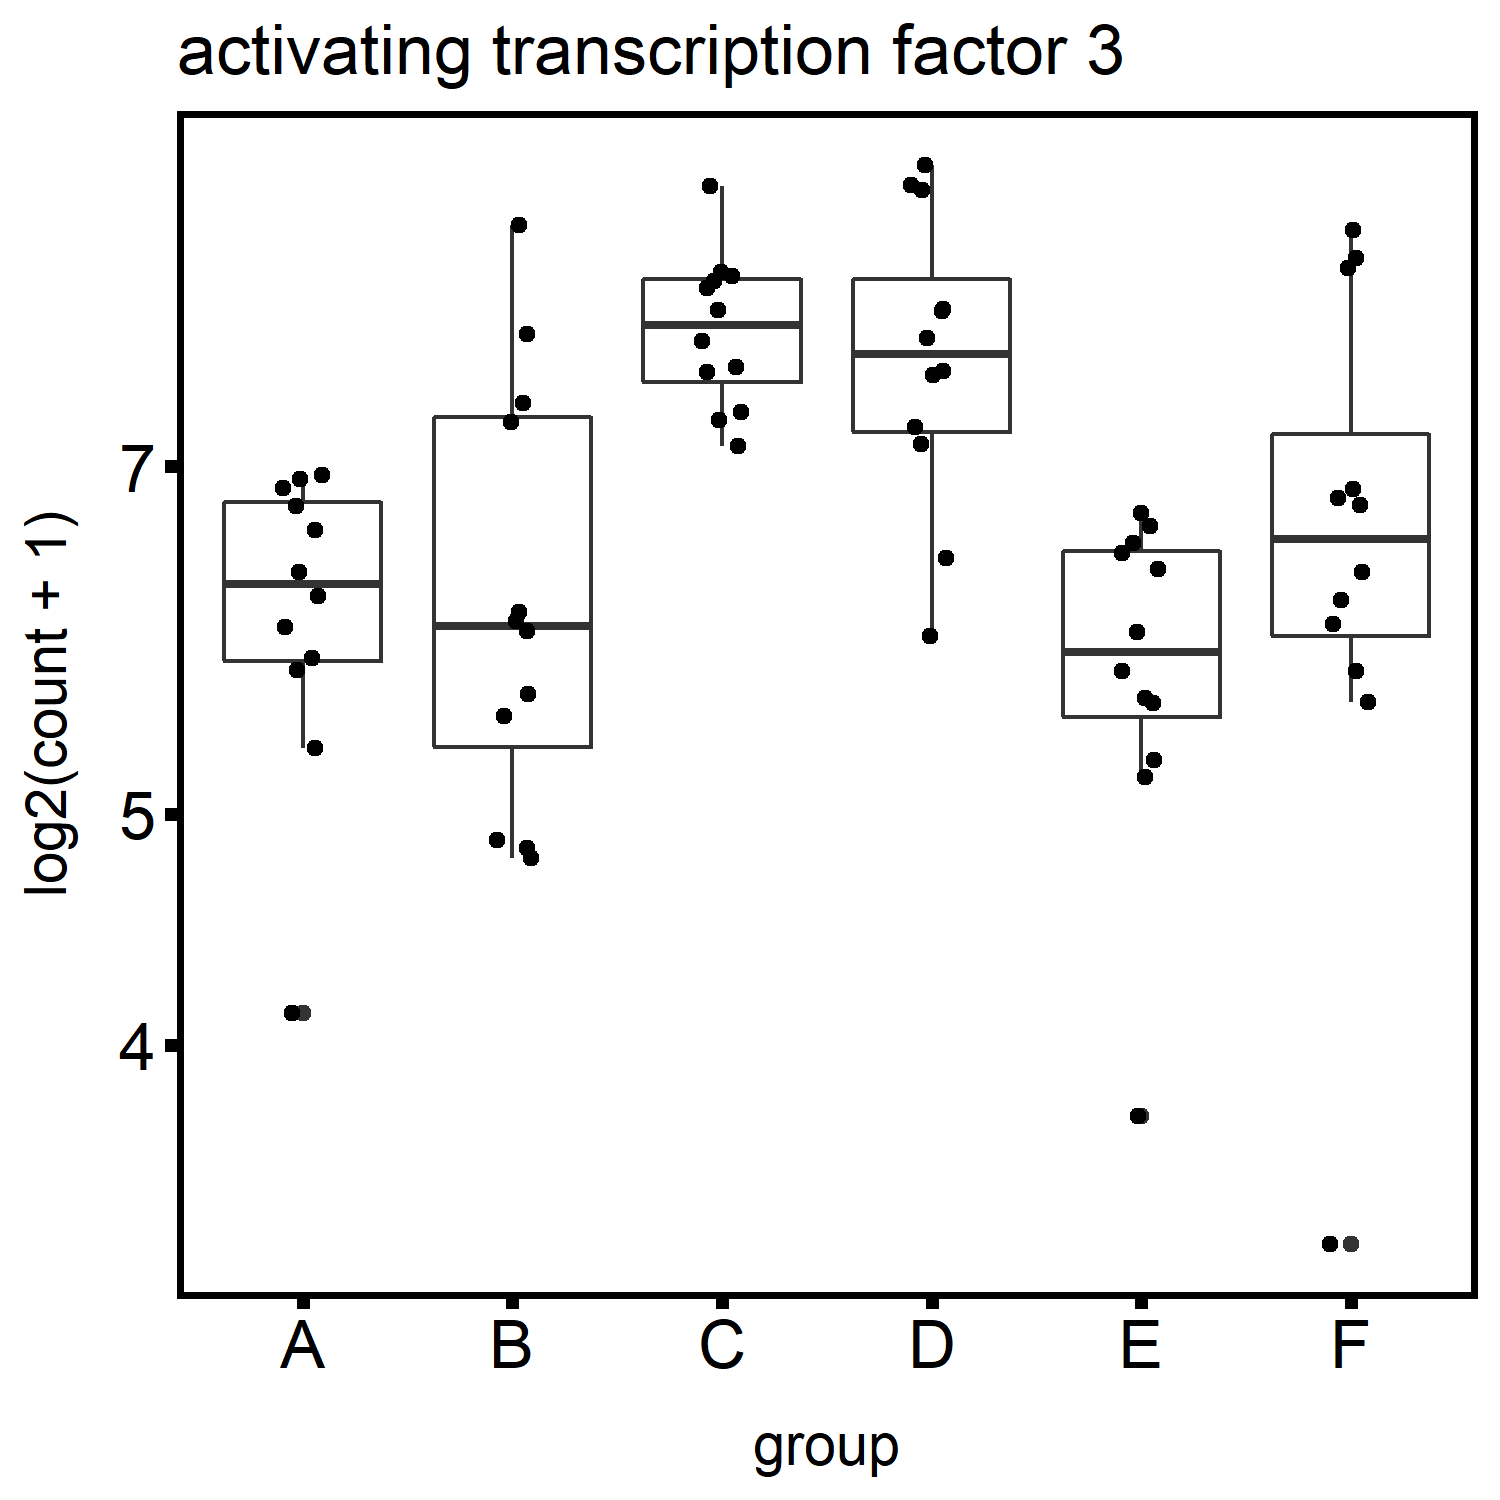 activating transcription factor 3
log2(count + 1)
7
5
4
A B C D E F
group